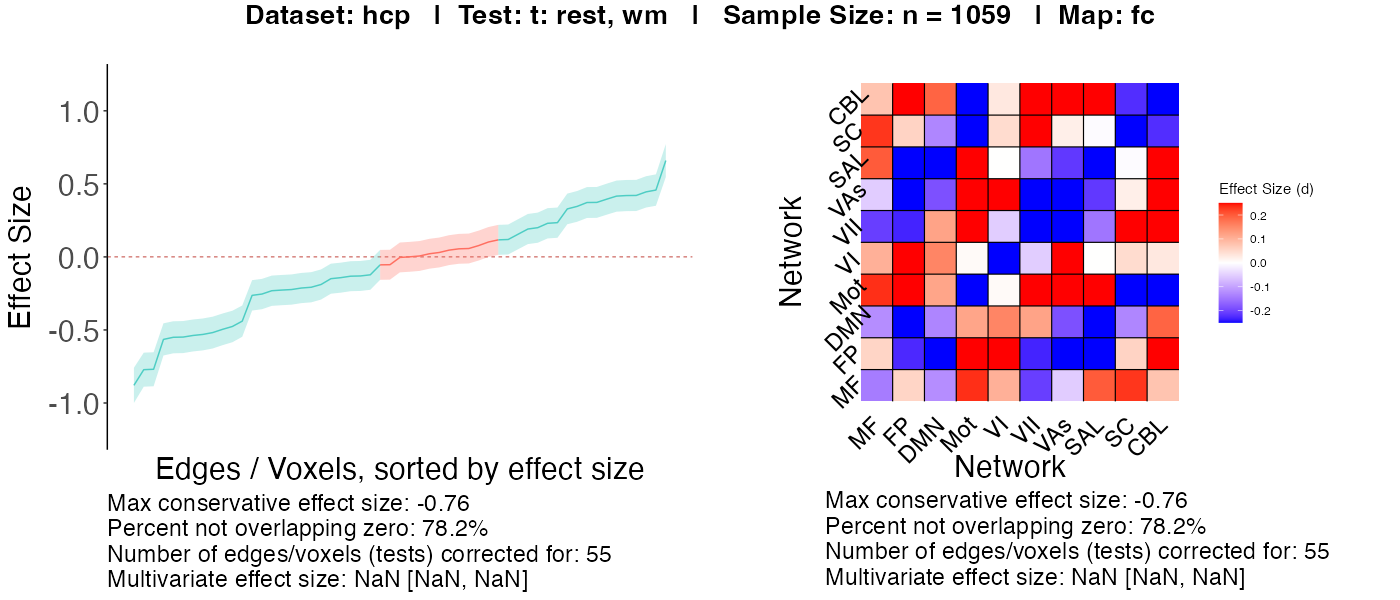 Dataset: hcp | Test: t: rest, wm | Sample Size: n = 1059 | Map: fc
Effect Size
1.0
0.5
0.0
-0.5
-1.0
Edges / Voxels, sorted by effect size
Max conservative effect size: -0.76
Percent not overlapping zero: 78.2%
Number of edges/voxels (tests) corrected for: 55
Multivariate effect size: NaN [NaN, NaN]
Network
CBL
SC
SAL
VAs
VII
VI
Mot
DMN
FP
MF
MF
FP
DMN
Mot
VI
VII
VAs
SAL
SC
CBL
Network
Effect Size (d)
0.2
0.1
0.0
-0.1
-0.2
Max conservative effect size: -0.76
Percent not overlapping zero: 78.2%
Number of edges/voxels (tests) corrected for: 55
Multivariate effect size: NaN [NaN, NaN]